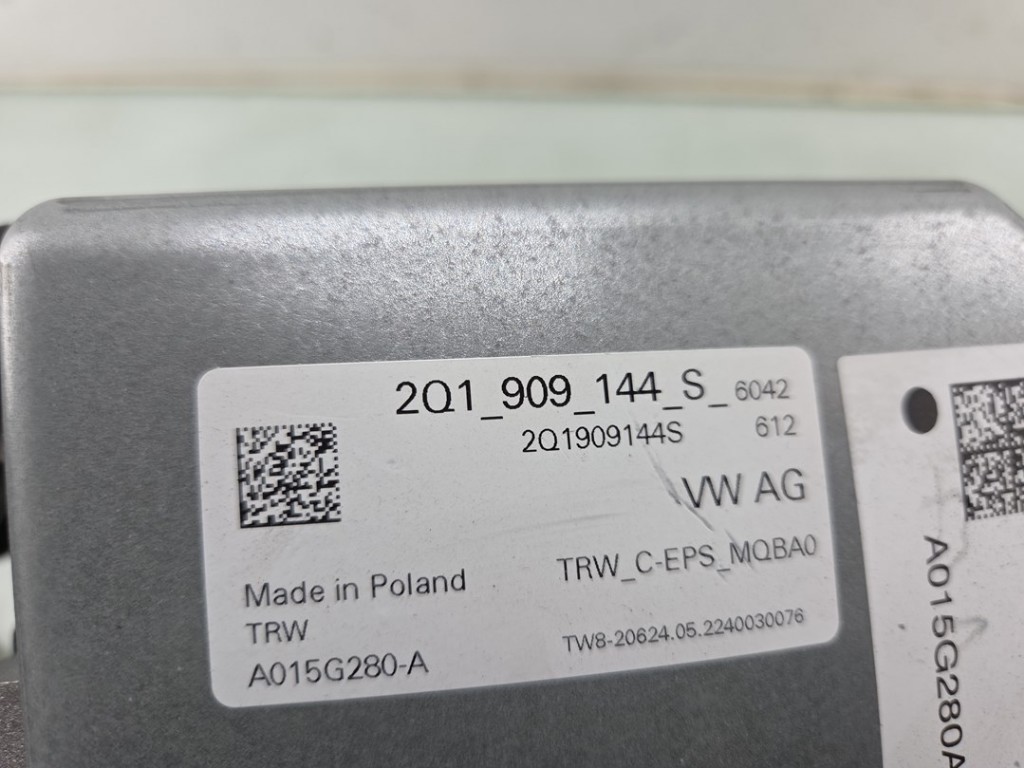 2Q1_909_144_S_ 6042
2Q1909144S 612
VW AG
TRW_C-EPS_MQBA0
Made in Poland
TRW
TW8-20624.05.2240030076
A015G280-A
A015G280A